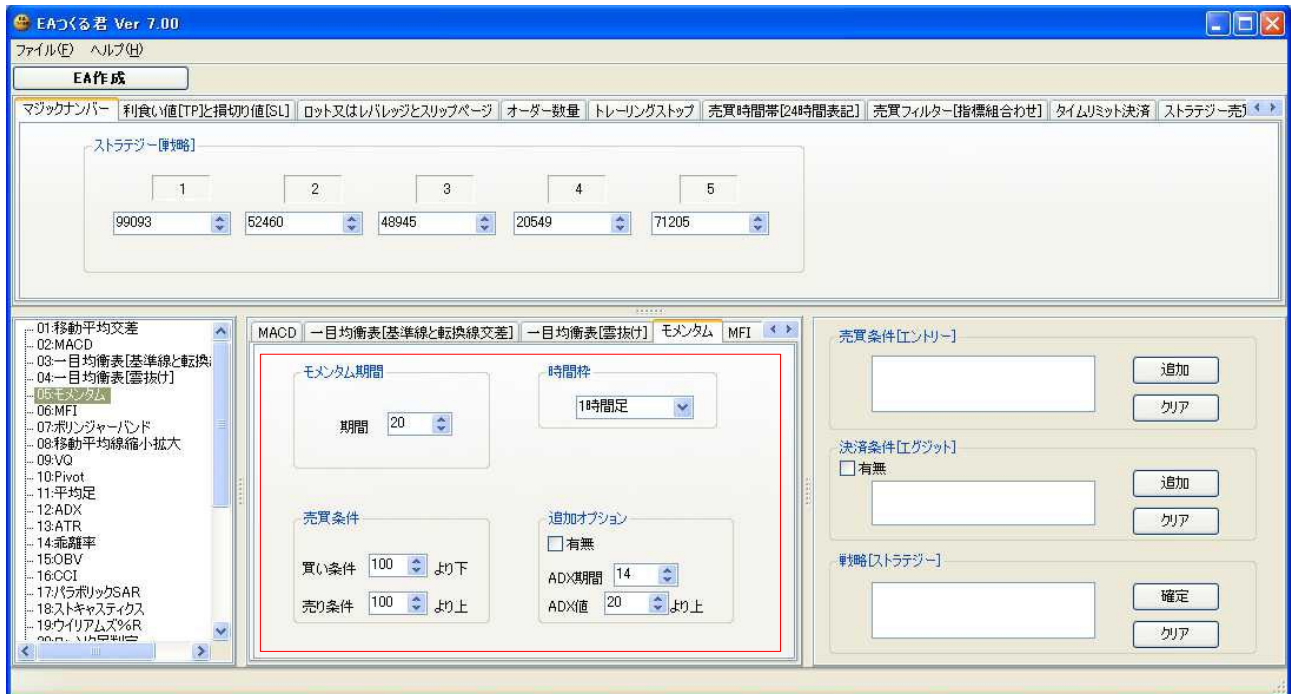 EAつくる君 Ver 7.00
ファイル(F) ヘルプ(H)
EA作成
マジックナンバー 利食い値[TP]と損切り値[SL] ロット又はレバレッジとスリップページ オーダー数量 トレーリングストップ 売買時間帯[24時間表記] 売買フィルター[指標組合わせ] タイムリミット決済 ストラテジー売
ストラテジー[戦略]
1 2 3 4 5
99093 52460 48945 20549 71205
01:移動平均交差
02:MACD
03:一目均衡表[基準線と転換
04:一目均衡表[雲抜け]
05:モメンタム
06:MFI
07:ボリンジャーバンド
08:移動平均線縮小拡大
09:VQ
10:Pivot
11:平均足
12:ADX
13:ATR
14:乖離率
15:OBV
16:CCI
17:パラボリックSAR
18:ストキャスティクス
19:ウイリアムズ%R
MACD 一目均衡表[基準線と転換線交差] 一目均衡表[雲抜け] モメンタム MFI
モメンタム期間
期間 20
時間枠
1時間足
売買条件
買い条件 100 より下
売り条件 100 より上
追加オプション
有無
ADX期間 14
ADX値 20 より上
売買条件[エントリー]
追加
クリア
決済条件[エグジット]
有無
追加
クリア
戦略[ストラテジー]
確定
クリア